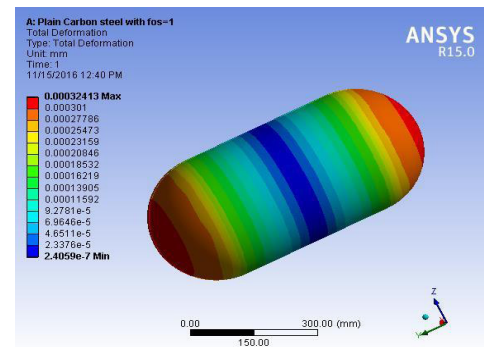 A: Plain Carbon steel with fos=1
Total Deformation
Type: Total Deformation
Unit: mm
Time: 1
11/15/2016 12:40 PM
ANSYS
R15.0
0.00032413 Max
0.000301
0.00027786
0.00025473
0.00023159
0.00020846
0.00018532
0.00016219
0.00013905
0.00011592
9.2781e-5
6.9646e-5
4.6511e-5
2.3376e-5
2.4059e-7 Min
0.00
300.00 (mm)
150.00
Z
Y